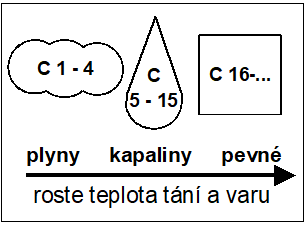 C 1 - 4
C
5 - 15
C 16-...
plyny kapaliny pevné
roste teplota tání a varu